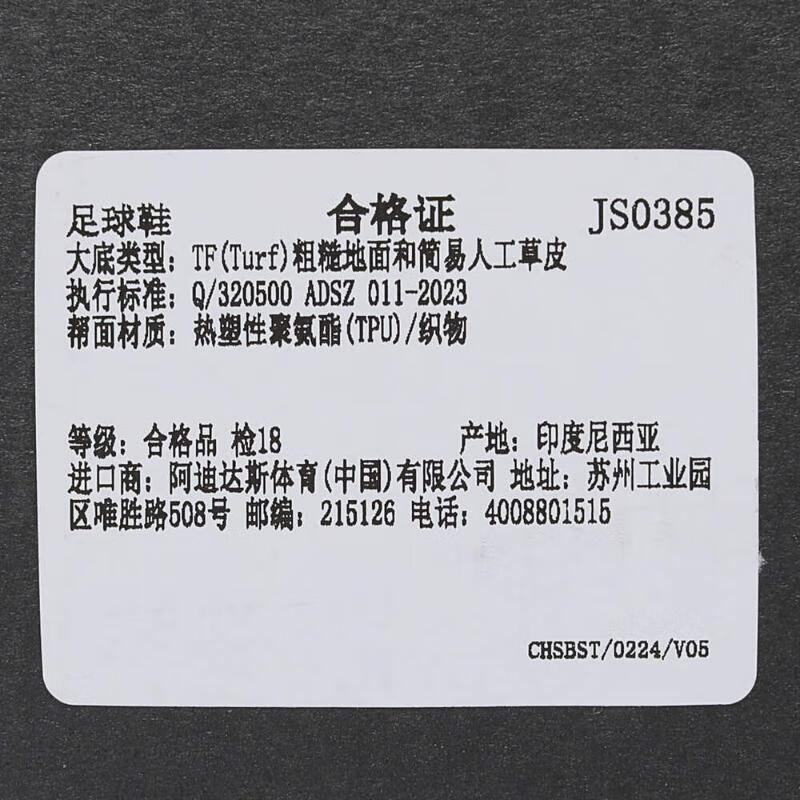 足球鞋 合格证 JS0385
大底类型：TF(Turf)粗糙地面和简易人工草皮
执行标准：Q/320500 ADSZ 011-2023
帮面材质：热塑性聚氨酯(TPU)/织物
等级：合格品 检18 产地：印度尼西亚
进口商：阿迪达斯体育(中国)有限公司 地址：苏州工业园
区唯胜路508号 邮编：215126 电话：4008801515
CHSBST/0224/V05